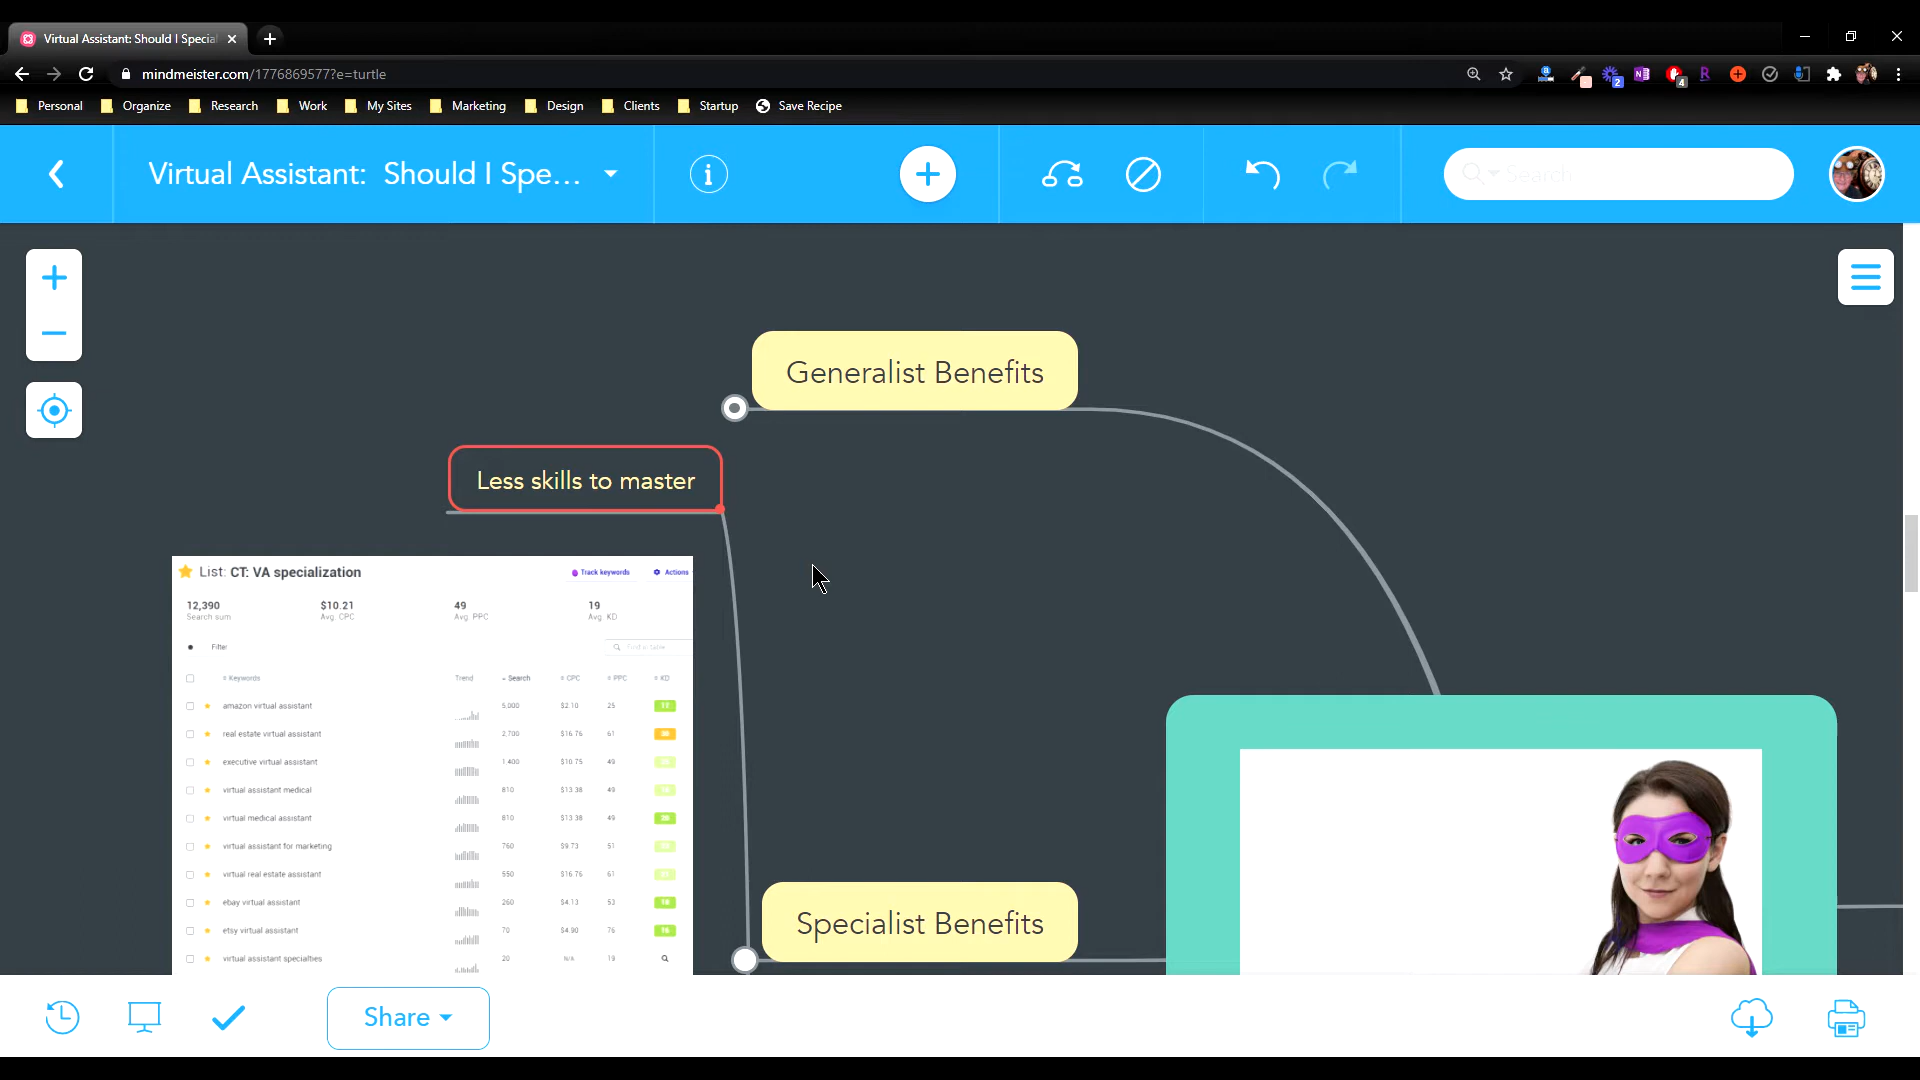 Virtual Assistant: Should I Specia
mindmeister.com/1776869577?e=turtle
2
4
Personal
Organize
Research
Work
My Sites
Marketing
Design
Clients
Startup
Save Recipe
Virtual Assistant: Should I Spe...
Search
Generalist Benefits
Less skills to master
List: CT: VA specialization
Track keywords
Actions
12,390 $10.21 49 19
Search sum Avg. CPC Avg. PPC Avg. KD
Filter
Find in table
Keywords Trend Search CPC PPC KD
amazon virtual assistant 5,000 $2.10 25
real estate virtual assistant 2,700 $16.76 61
executive virtual assistant 1,400 $10.75 49
virtual assistant medical 810 $13.38 49
virtual medical assistant 810 $13.38 49
virtual assistant for marketing 760 $9.73 51
virtual real estate assistant 550 $16.76 61
ebay virtual assistant 260 $4.13 53
etsy virtual assistant 70 $4.90 76
virtual assistant specialties 20 N/A 19
Specialist Benefits
Share